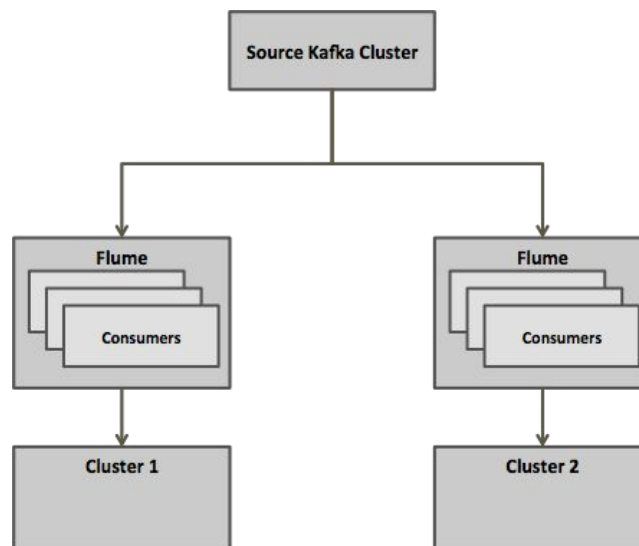 Source Kafka Cluster
Flume
Flume
Consumers
Consumers
Cluster 1
Cluster 2